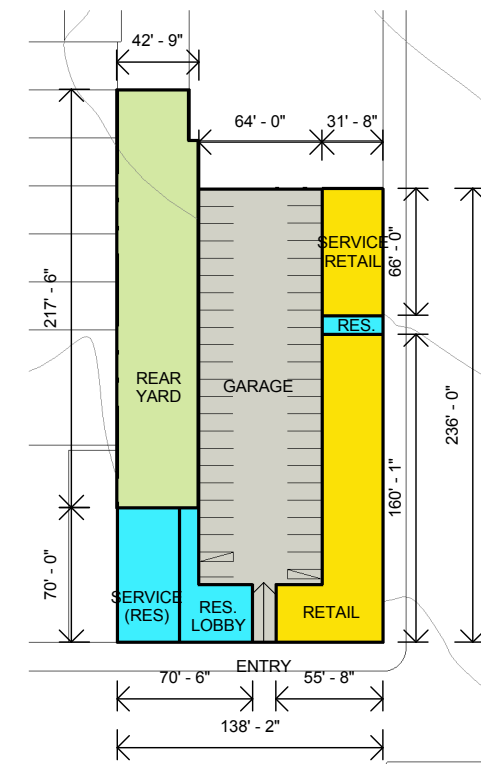 42' - 9"
64' - 0"
31' - 8"
SERVICE
RETAIL
66' - 0"
RES.
217' - 6"
REAR
YARD
GARAGE
236' - 0"
160' - 1"
70' - 0"
SERVICE
(RES)
RES.
LOBBY
RETAIL
ENTRY
70' - 6"
55' - 8"
138' - 2"